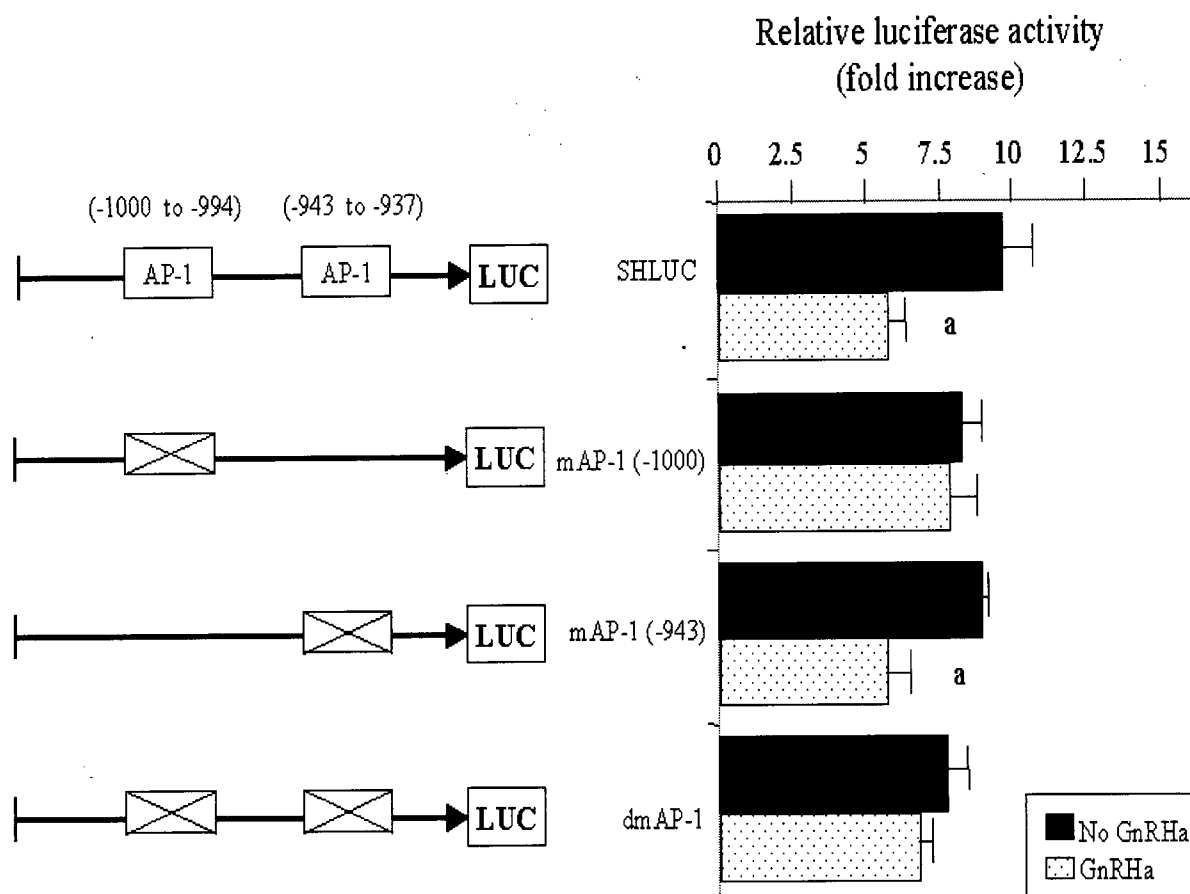 Relative luciferase activity
(fold increase)
0 2.5 5 7.5 10 12.5 15
(-1000 to -994) (-943 to -937)
AP-1 AP-1 LUC SHLUC
a
LUC mAP-1 (-1000)
LUC mAP-1 (-943)
a
LUC dmAP-1
No GnRHa
GnRHa